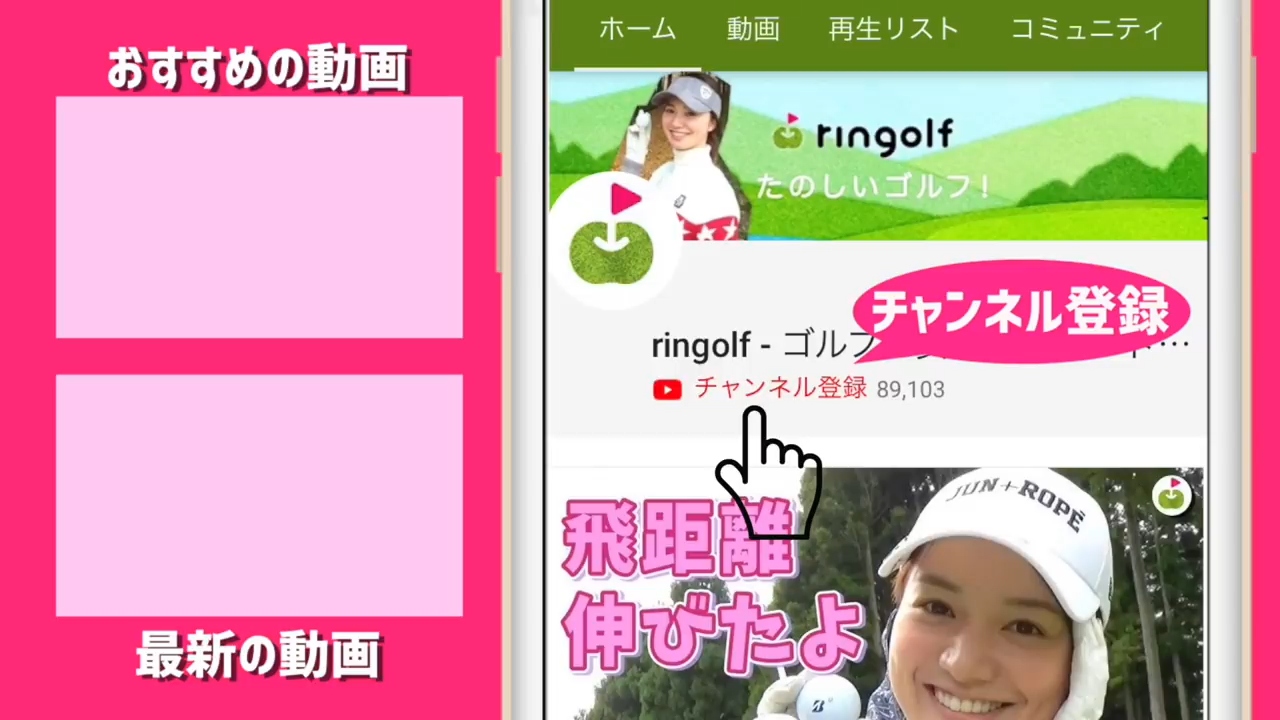 おすすめの動画
最新の動画
ホーム 動画 再生リスト コミュニティ
ringolf
たのしいゴルフ!
チャンネル登録
ringolf - ゴルフ
チャンネル登録 89,103
JUN+ROPÉ
飛距離
伸びたよ
B